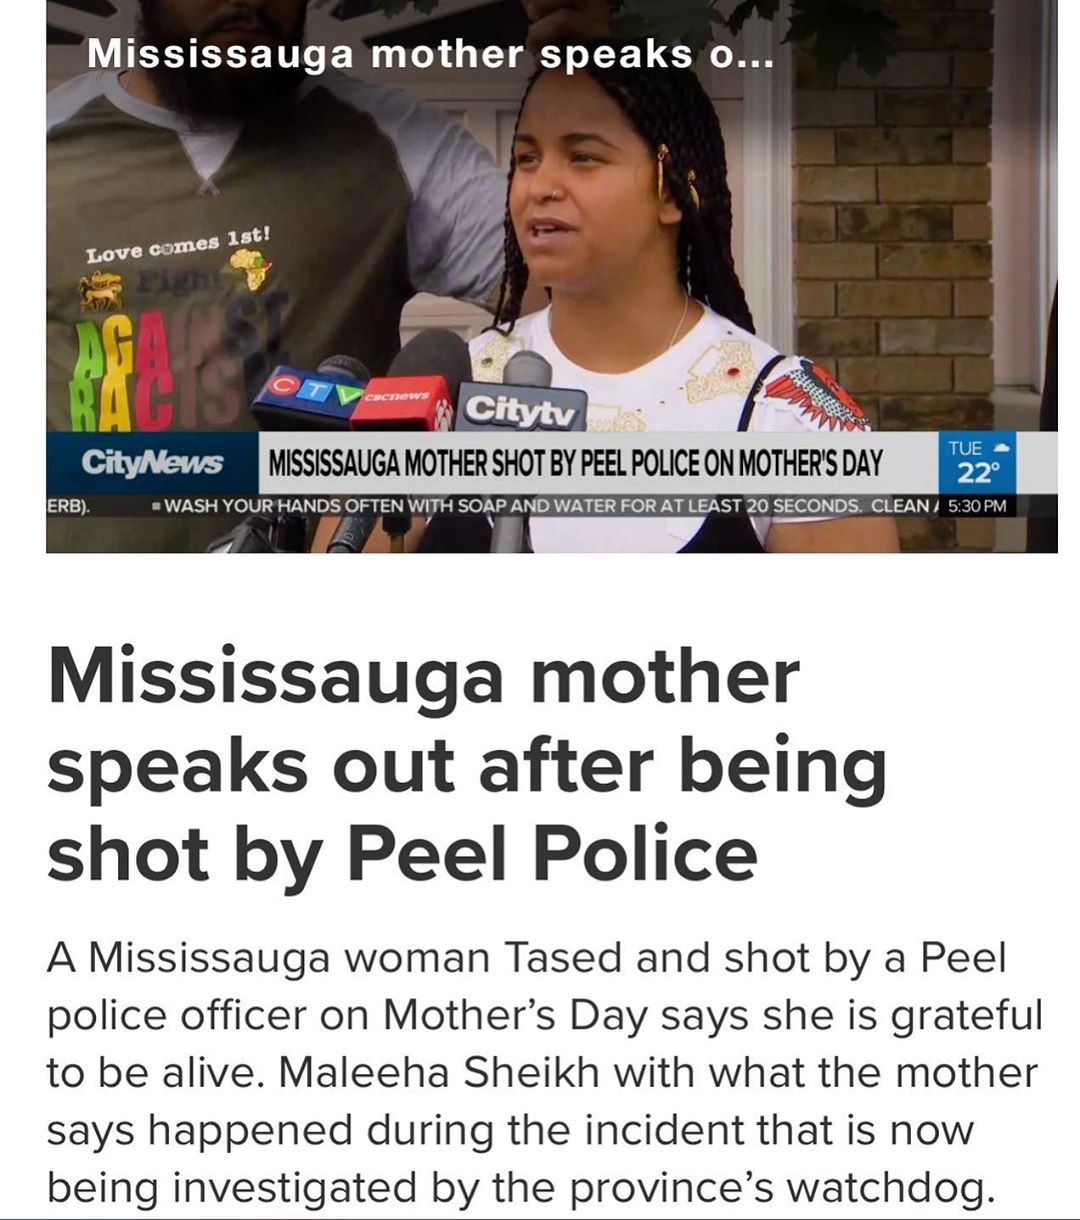 Mississauga mother speaks o...
Love comes 1st!
Fight
AGAINST
RACIS
CTV
CBCnews
Citytv
CityNews
MISSISSAUGA MOTHER SHOT BY PEEL POLICE ON MOTHER'S DAY
TUE
22°
ERB). ▪ WASH YOUR HANDS OFTEN WITH SOAP AND WATER FOR AT LEAST 20 SECONDS. CLEAN
5:30 PM
Mississauga mother
speaks out after being
shot by Peel Police
A Mississauga woman Tased and shot by a Peel
police officer on Mother’s Day says she is grateful
to be alive. Maleeha Sheikh with what the mother
says happened during the incident that is now
being investigated by the province’s watchdog.